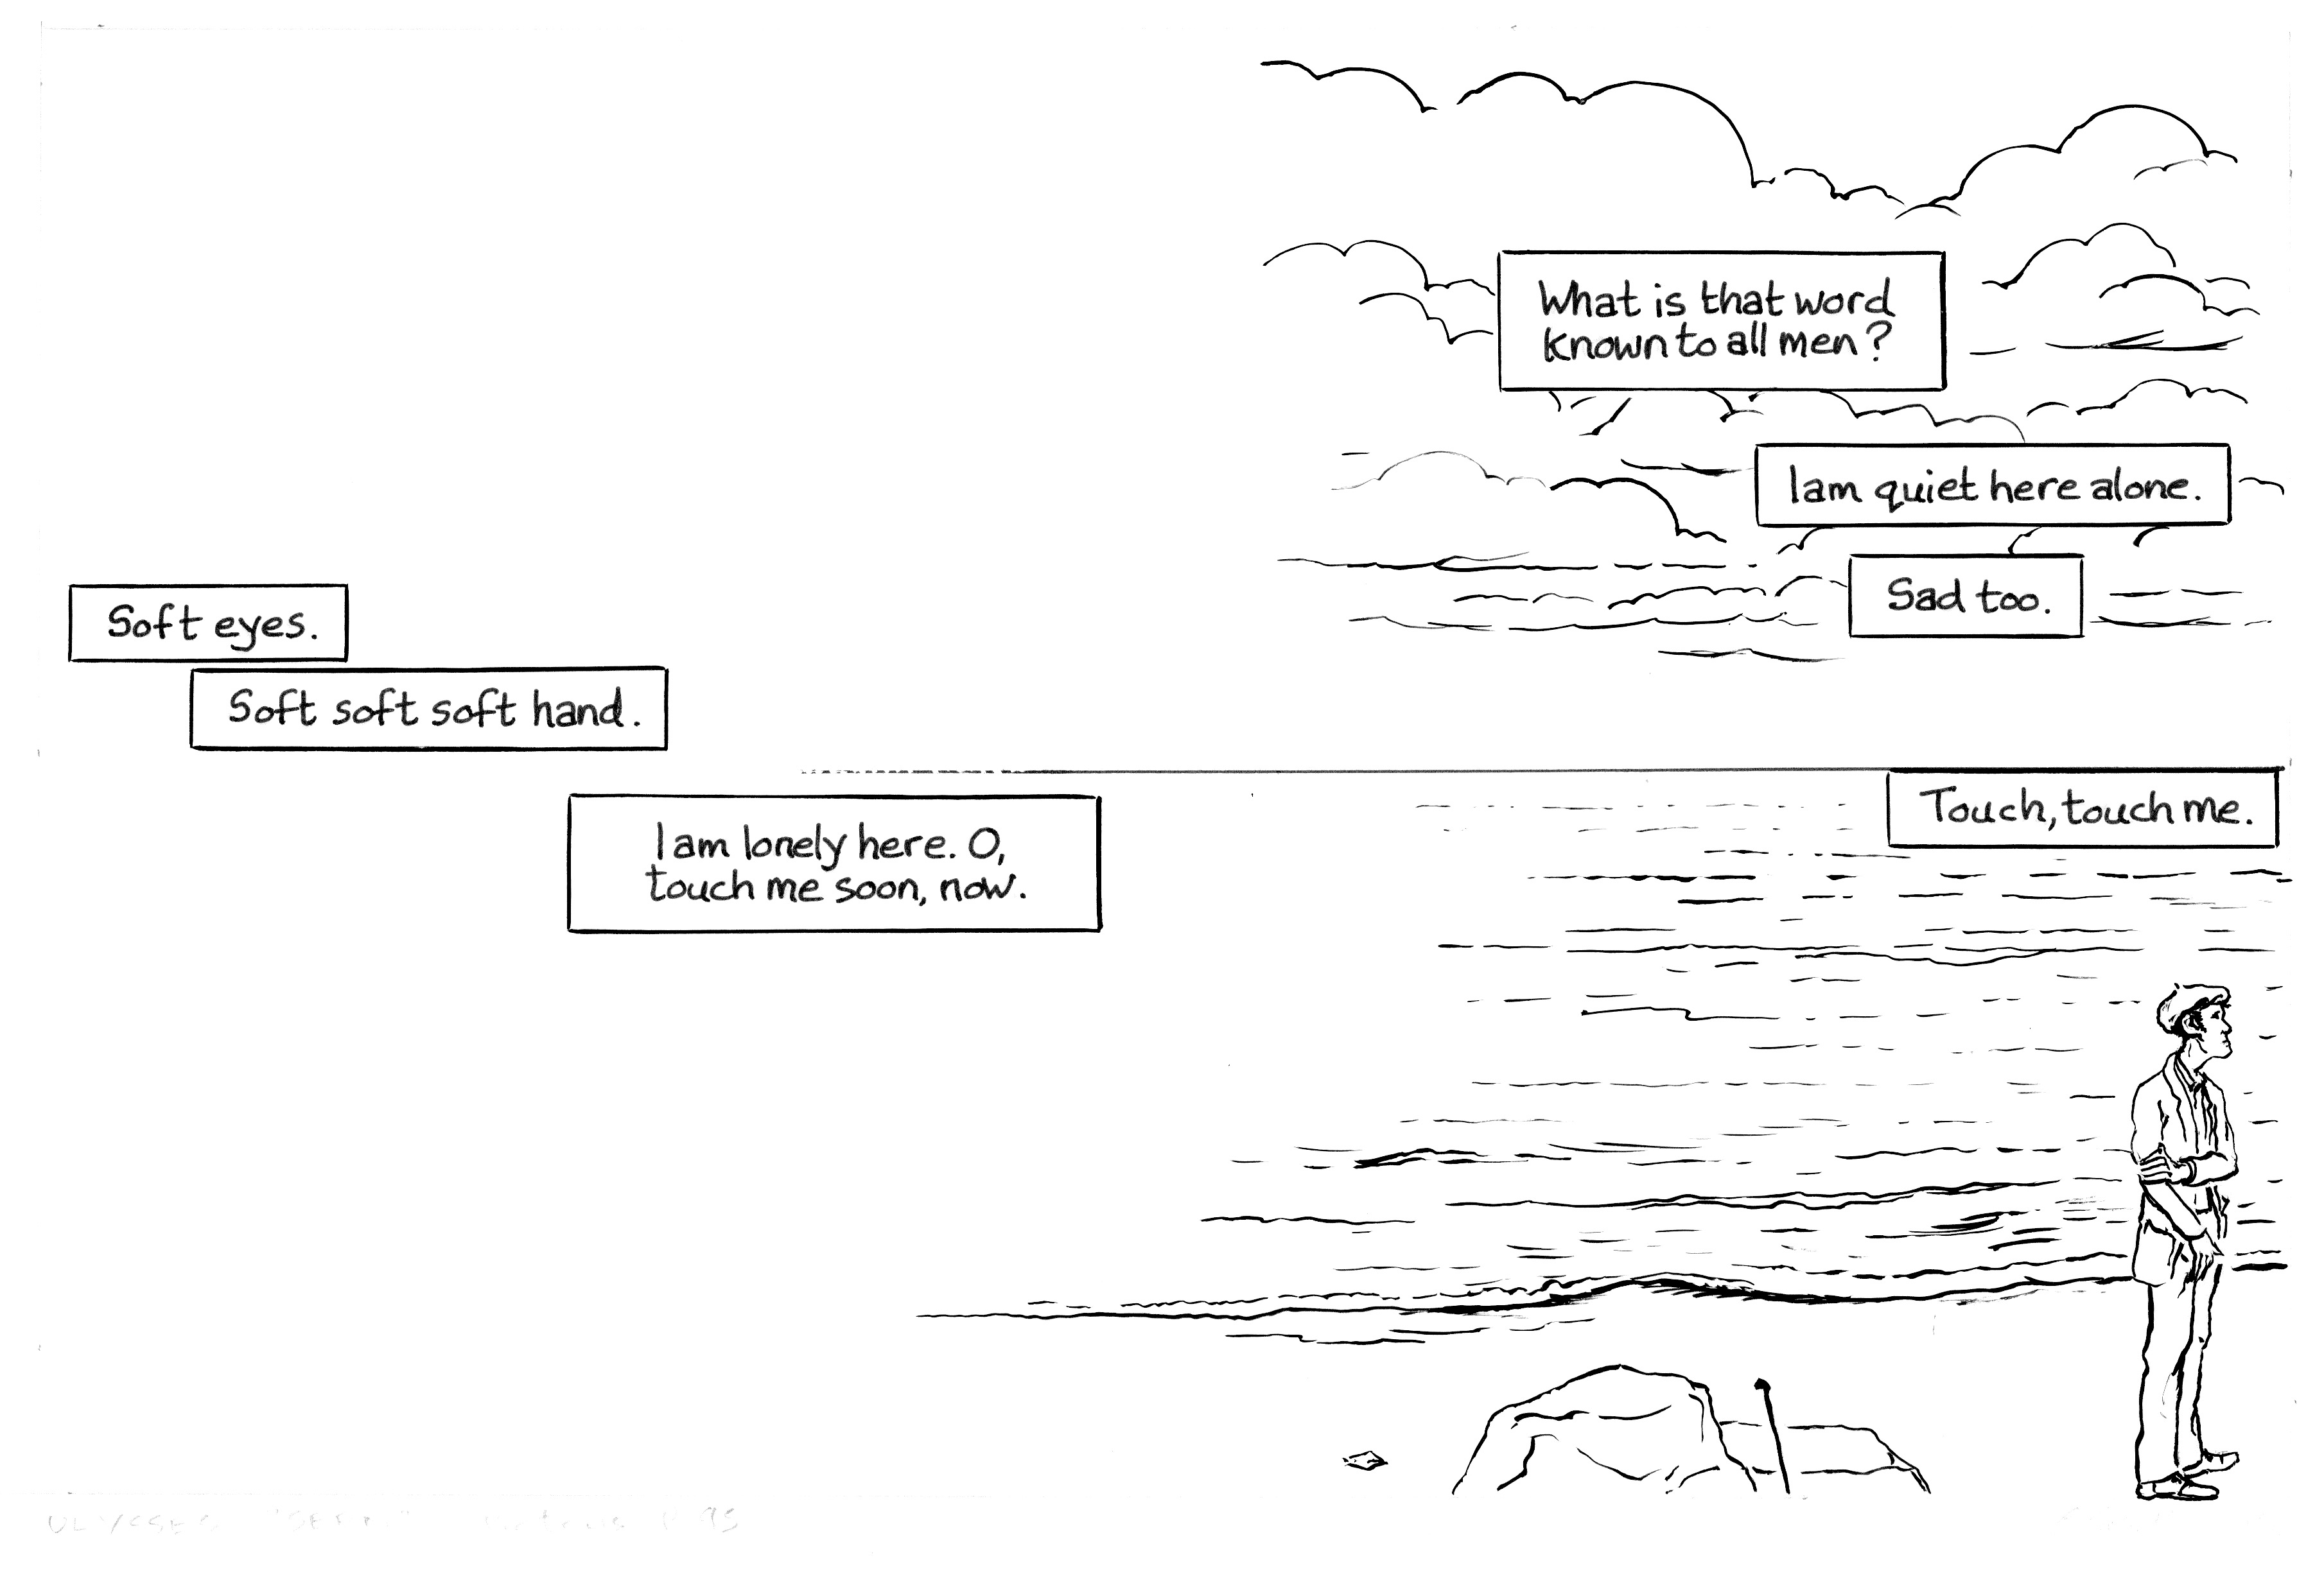 Soft eyes.
Soft soft soft hand.
I am lonely here. O,
touch me soon, now.
What is that word
known to all men?
I am quiet here alone.
Sad too.
Touch, touch me.
ULYSSES